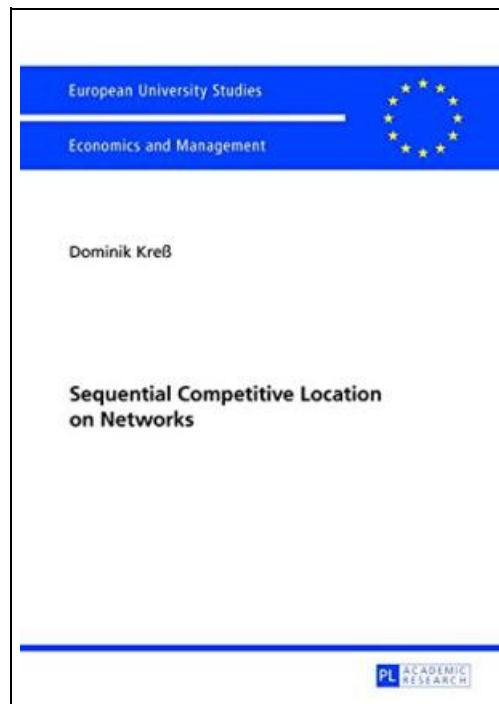 European University Studies
Economics and Management
Dominik Kreß
Sequential Competitive Location
on Networks
PL ACADEMIC
RESEARCH